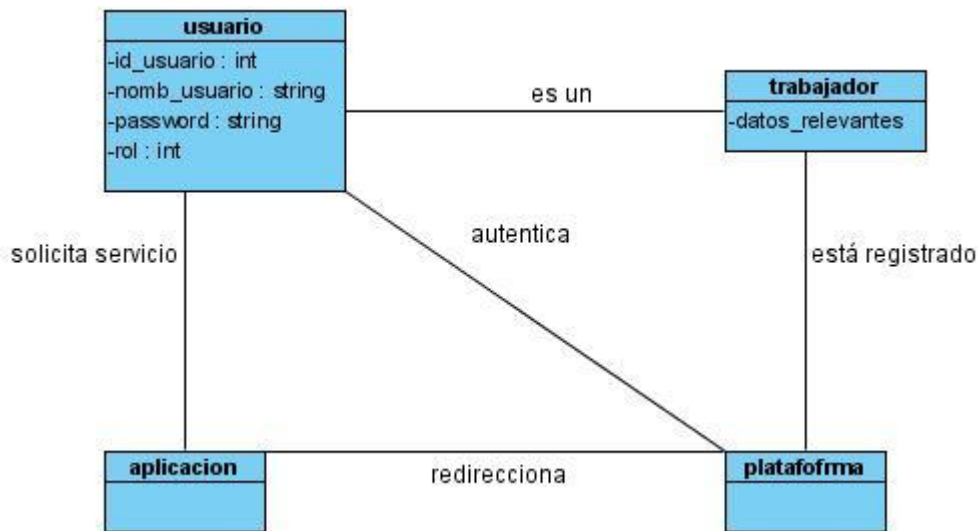 usuario
-id_usuario : int
-nomb_usuario : string
-password : string
-rol : int
es un
trabajador
-datos_relevantes
solicita servicio
autentica
está registrado
aplicacion
redirecciona
platafofrma